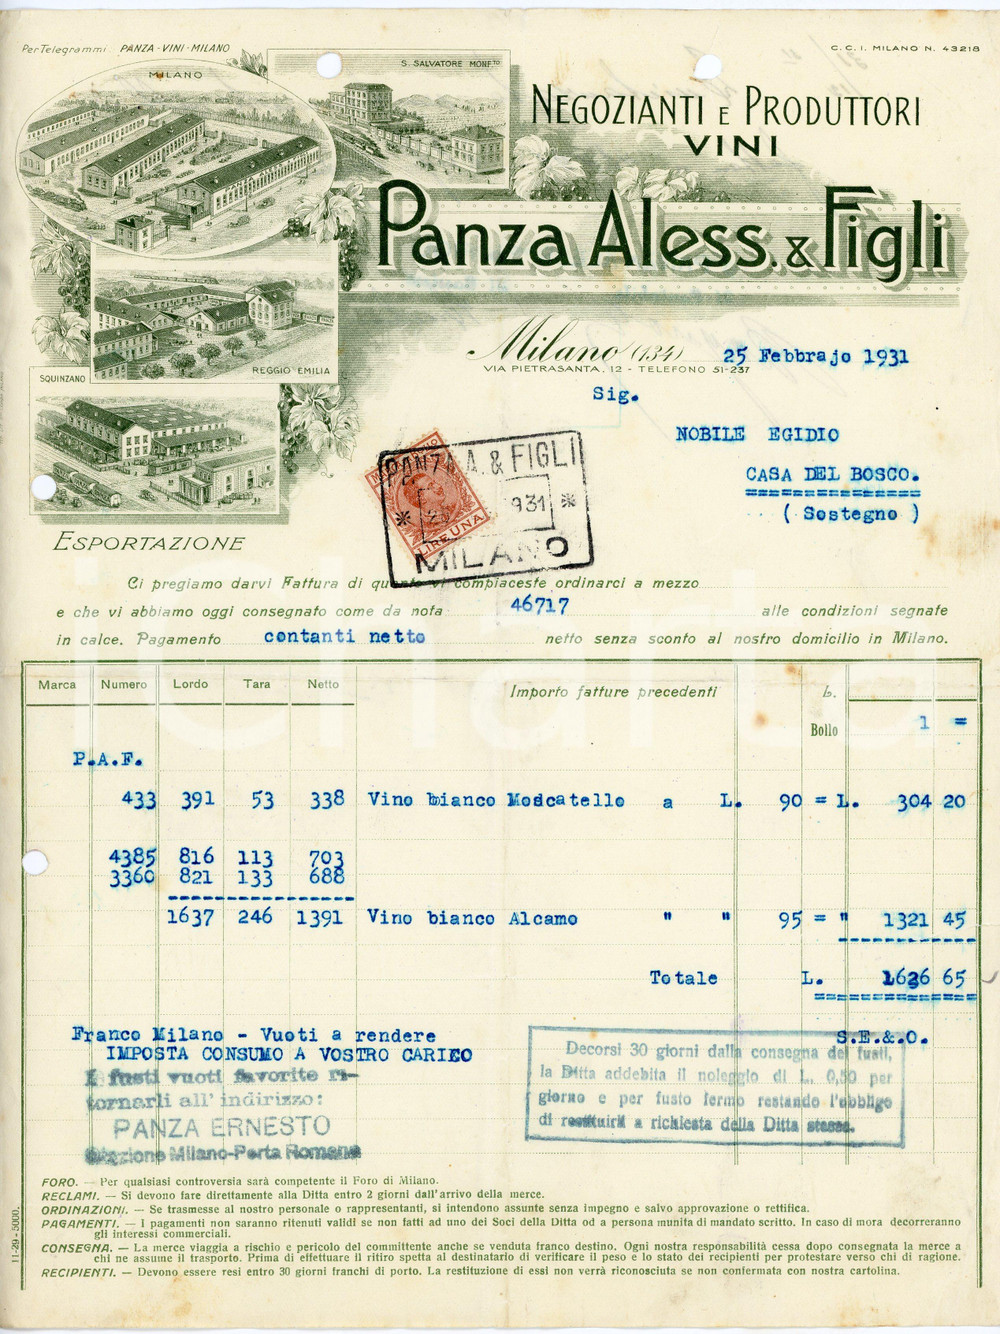 Per Telegrammi PANZA - VINI - MILANO
C. C. I. MILANO N. 43218
MILANO
S. SALVATORE MONF.TO
REGGIO EMILIA
SQUINZANO
NEGOZIANTI E PRODUTTORI
VINI
Panza Aless. & Figli
Milano (134) 25 Febbrajo 1931
VIA PIETRASANTA, 12 - TELEFONO 51-237
Sig.
NOBILE EGIDIO
CASA DEL BOSCO.
( Sostegno )
PANZA A. & FIGLI
931
MILANO
LIRE UNA
ESPORTAZIONE
Ci pregiamo darvi Fattura di quanto vi compiaceste ordinarci a mezzo
e che vi abbiamo oggi consegnato come da nota 46717 alle condizioni segnate
in calce. Pagamento contanti netto netto senza sconto al nostro domicilio in Milano.
Marca Numero Lordo Tara Netto Importo fatture precedenti L.
Bollo 1 =
P.A.F.
433 391 53 338 Vino bianco Moscatello a L. 90 = L. 304 20
4385 816 113 703
3360 821 133 688
1637 246 1391 Vino bianco Alcamo " " 95 = " 1321 45
Totale L. 1626 65
Franco Milano - Vuoti a rendere S.E.&.O.
IMPOSTA CONSUMO A VOSTRO CARICO
I fusti vuoti favorite ri-
tornarli all' indirizzo:
PANZA ERNESTO
Stazione Milano-Porta Romana
Decorsi 30 giorni dalla consegna dei fusti,
la Ditta addebita il noleggio di L. 0,50 per
giorno e per fusto fermo restando l'obbligo
di restituirli a richiesta della Ditta stessa.
FORO. — Per qualsiasi controversia sarà competente il Foro di Milano.
RECLAMI. — Si devono fare direttamente alla Ditta entro 2 giorni dall'arrivo della merce.
ORDINAZIONI. — Se trasmesse al nostro personale o rappresentanti, si intendono assunte senza impegno e salvo approvazione o rettifica.
PAGAMENTI. — I pagamenti non saranno ritenuti validi se non fatti ad uno dei Soci della Ditta od a persona munita di mandato scritto. In caso di mora decorreranno
gli interessi commerciali.
CONSEGNA. — La merce viaggia a rischio e pericolo del committente anche se venduta franco destino. Ogni nostra responsabilità cessa dopo consegnata la merce a
chi ne assume il trasporto. Prima di effettuare il ritiro spetta al destinatario di verificare il peso e lo stato dei recipienti per protestare verso chi di ragione.
RECIPIENTI. — Devono essere resi entro 30 giorni franchi di porto. La restituzione di essi non verrà riconosciuta se non confermata con nostra cartolina.
11-29 - 5000.